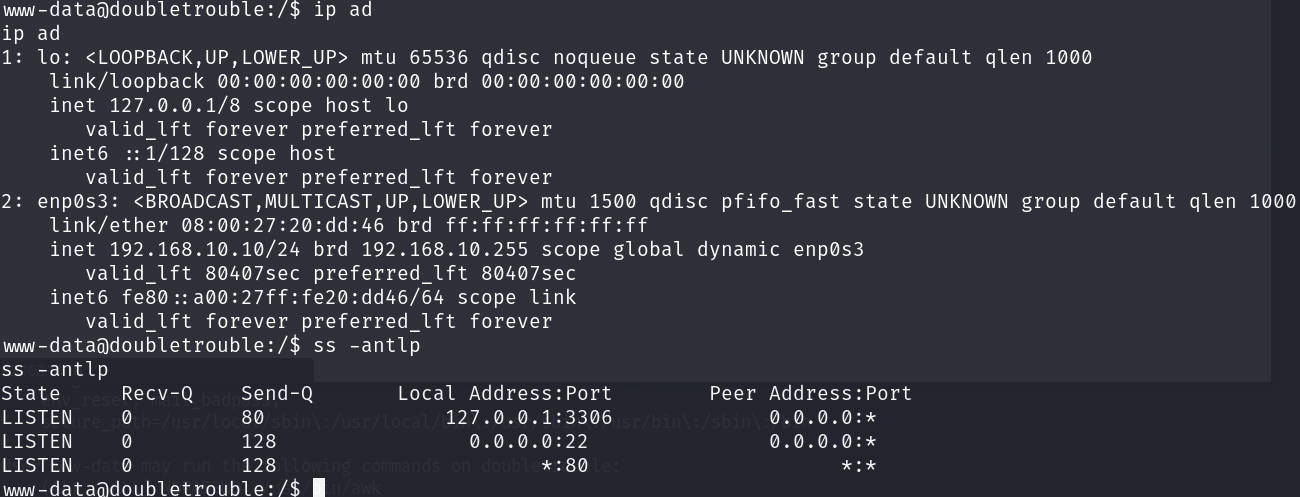 www-data@doubletrouble:/$ ip ad
ip ad
1: lo: <LOOPBACK,UP,LOWER_UP> mtu 65536 qdisc noqueue state UNKNOWN group default qlen 1000
    link/loopback 00:00:00:00:00:00 brd 00:00:00:00:00:00
    inet 127.0.0.1/8 scope host lo
       valid_lft forever preferred_lft forever
    inet6 ::1/128 scope host
       valid_lft forever preferred_lft forever
2: enp0s3: <BROADCAST,MULTICAST,UP,LOWER_UP> mtu 1500 qdisc pfifo_fast state UNKNOWN group default qlen 1000
    link/ether 08:00:27:20:dd:46 brd ff:ff:ff:ff:ff:ff
    inet 192.168.10.10/24 brd 192.168.10.255 scope global dynamic enp0s3
       valid_lft 80407sec preferred_lft 80407sec
    inet6 fe80::a00:27ff:fe20:dd46/64 scope link
       valid_lft forever preferred_lft forever
www-data@doubletrouble:/$ ss -antlp
ss -antlp
State     Recv-Q    Send-Q       Local Address:Port        Peer Address:Port
LISTEN    0         80               127.0.0.1:3306             0.0.0.0:*
LISTEN    0         128                0.0.0.0:22               0.0.0.0:*
LISTEN    0         128                      *:80                     *:*
www-data@doubletrouble:/$